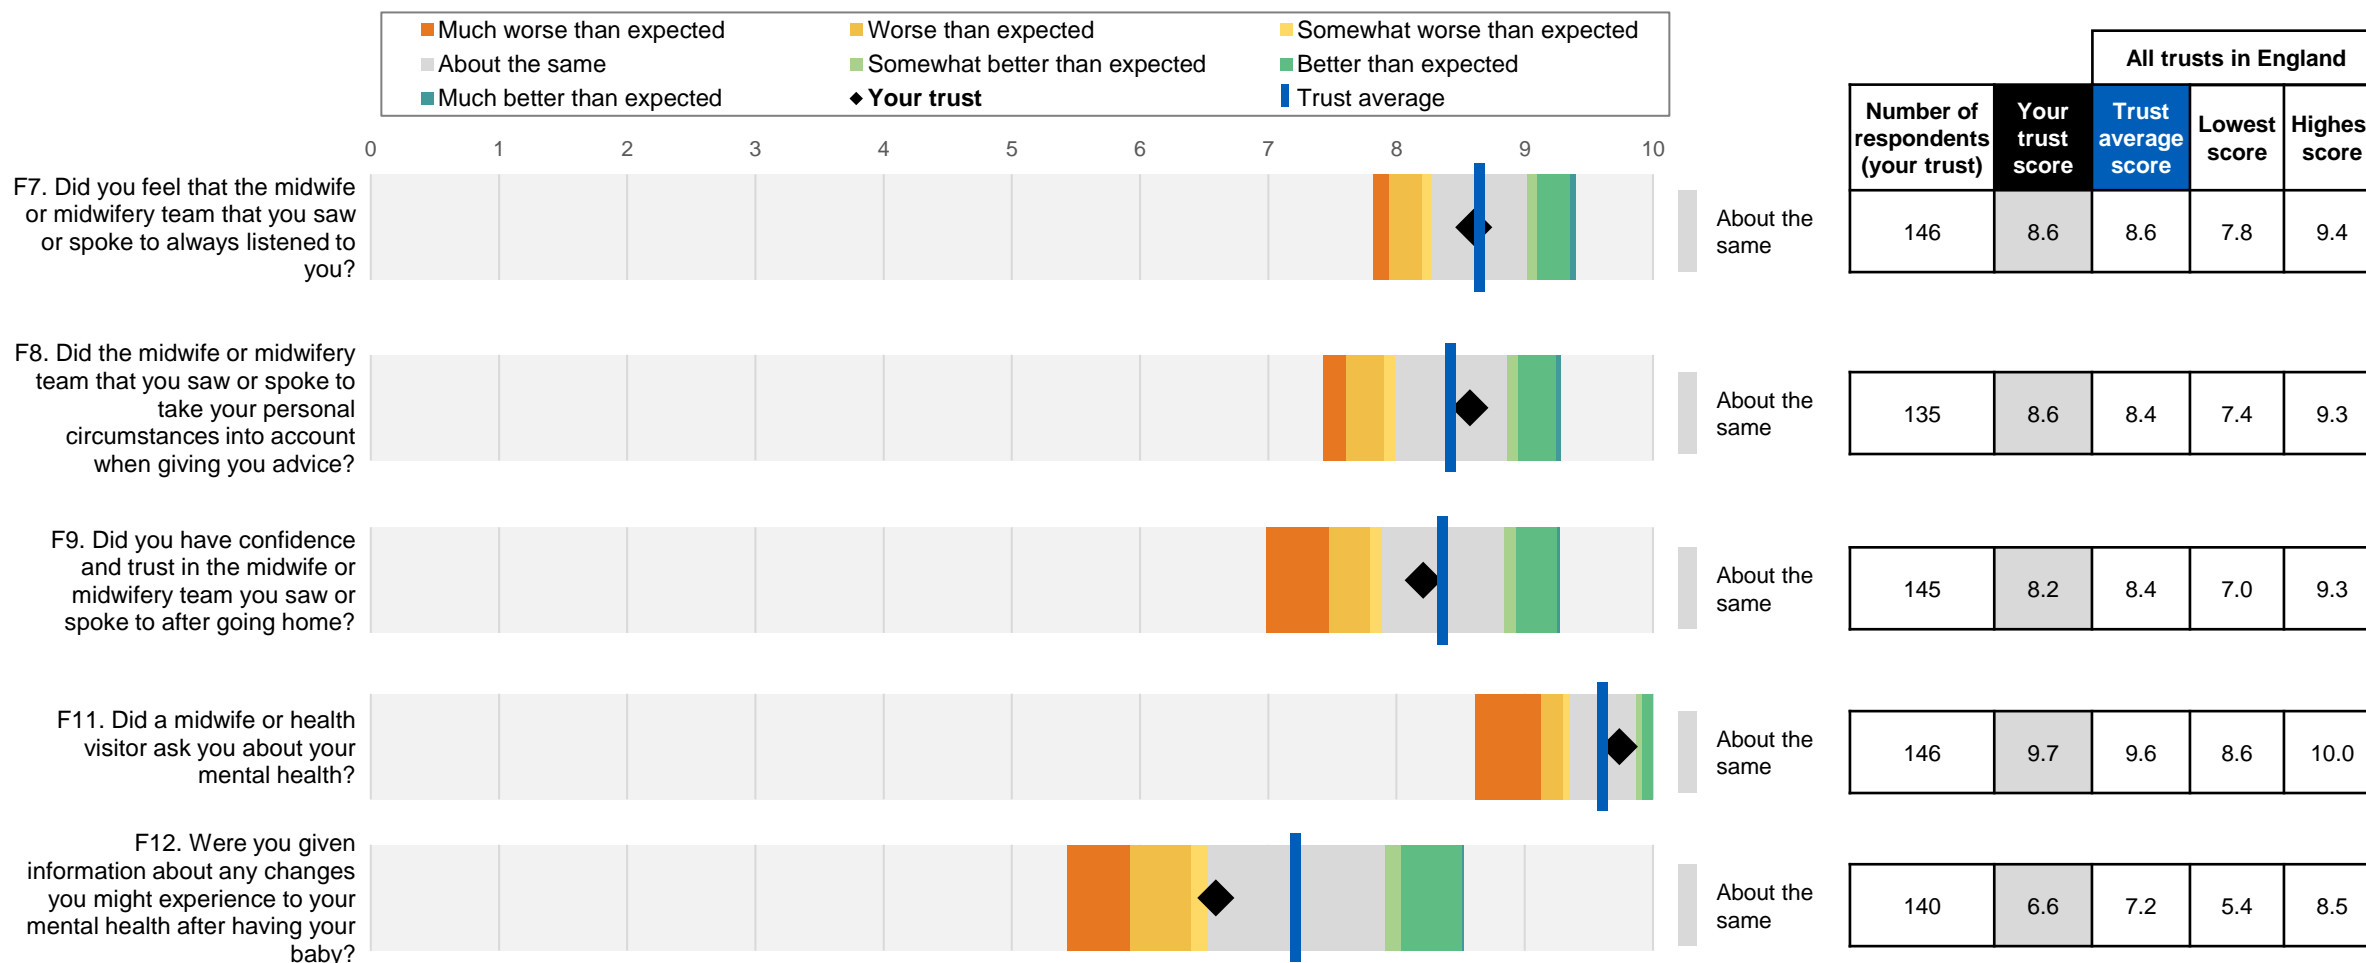 Much worse than expected
Worse than expected
Somewhat worse than expected
About the same
Somewhat better than expected
Better than expected
Much better than expected
Your trust
Trust average
All trusts in England
Number of respondents (your trust)
Your trust score
Trust average score
Lowest score
Highes score
0 1 2 3 4 5 6 7 8 9 10
F7. Did you feel that the midwife
or midwifery team that you saw
or spoke to always listened to
you?
About the
same
146 8.6 8.6 7.8 9.4
F8. Did the midwife or midwifery
team that you saw or spoke to
take your personal
circumstances into account
when giving you advice?
About the
same
135 8.6 8.4 7.4 9.3
F9. Did you have confidence
and trust in the midwife or
midwifery team you saw or
spoke to after going home?
About the
same
145 8.2 8.4 7.0 9.3
F11. Did a midwife or health
visitor ask you about your
mental health?
About the
same
146 9.7 9.6 8.6 10.0
F12. Were you given
information about any changes
you might experience to your
mental health after having your
baby?
About the
same
140 6.6 7.2 5.4 8.5